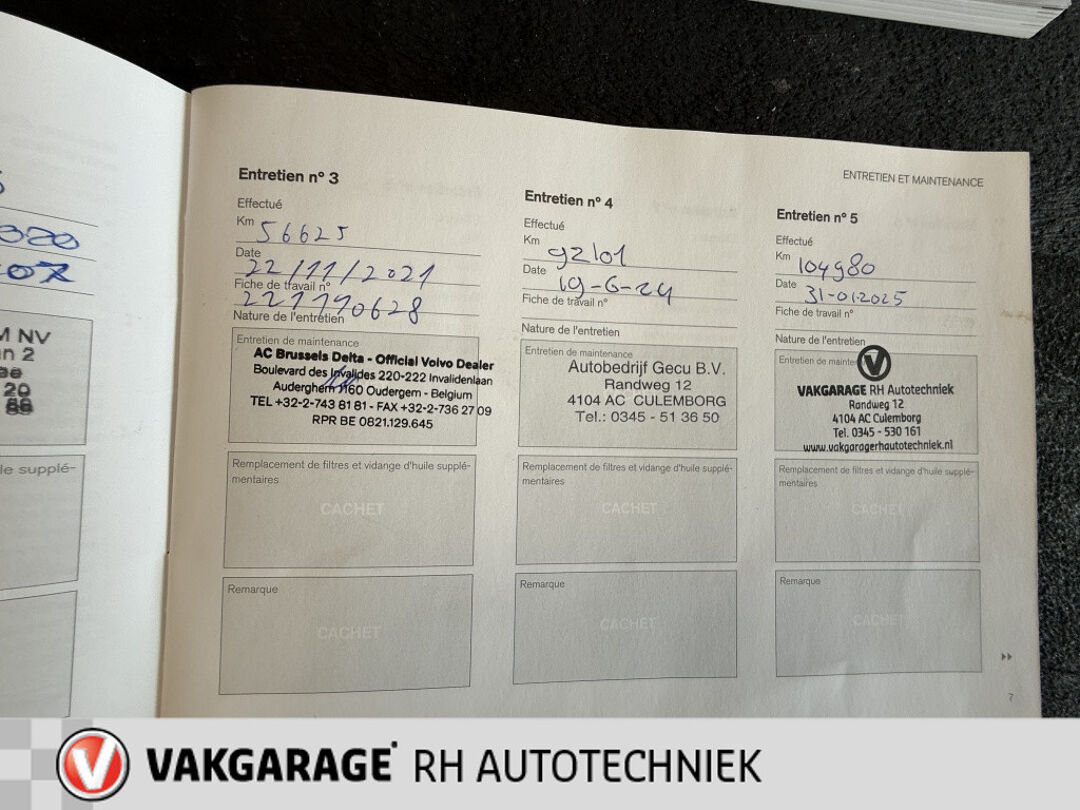 M NV
le supplé-
ENTRETIEN ET MAINTENANCE
Entretien n° 3
Effectué
Km 56625
Date 22/11/2021
Fiche de travail n° 221190628
Nature de l'entretien
Entretien de maintenance
AC Brussels Delta - Official Volvo Dealer
Boulevard des Invalides 220-222 Invalidenlaan
Auderghem 1160 Oudergem - Belgium
TEL +32-2-743 81 81 - FAX +32-2-736 27 09
RPR BE 0821.129.645
Remplacement de filtres et vidange d'huile supplé-
mentaires
CACHET
Remarque
CACHET
Entretien n° 4
Effectué
Km 92101
Date 19-6-24
Fiche de travail n°
Nature de l'entretien
Entretien de maintenance
Autobedrijf Gecu B.V.
Randweg 12
4104 AC CULEMBORG
Tel.: 0345 - 51 36 50
Remplacement de filtres et vidange d'huile supplé-
mentaires
CACHET
Remarque
CACHET
Entretien n° 5
Effectué
Km 104980
Date 31-01-2025
Fiche de travail n°
Nature de l'entretien
Entretien de mainte
VAKGARAGE RH Autotechniek
Randweg 12
4104 AC Culemborg
Tel. 0345 - 530 161
www.vakgaragerhautotechniek.nl
Remplacement de filtres et vidange d'huile supplé-
mentaires
CACHET
Remarque
CACHET
7
VAKGARAGE RH AUTOTECHNIEK